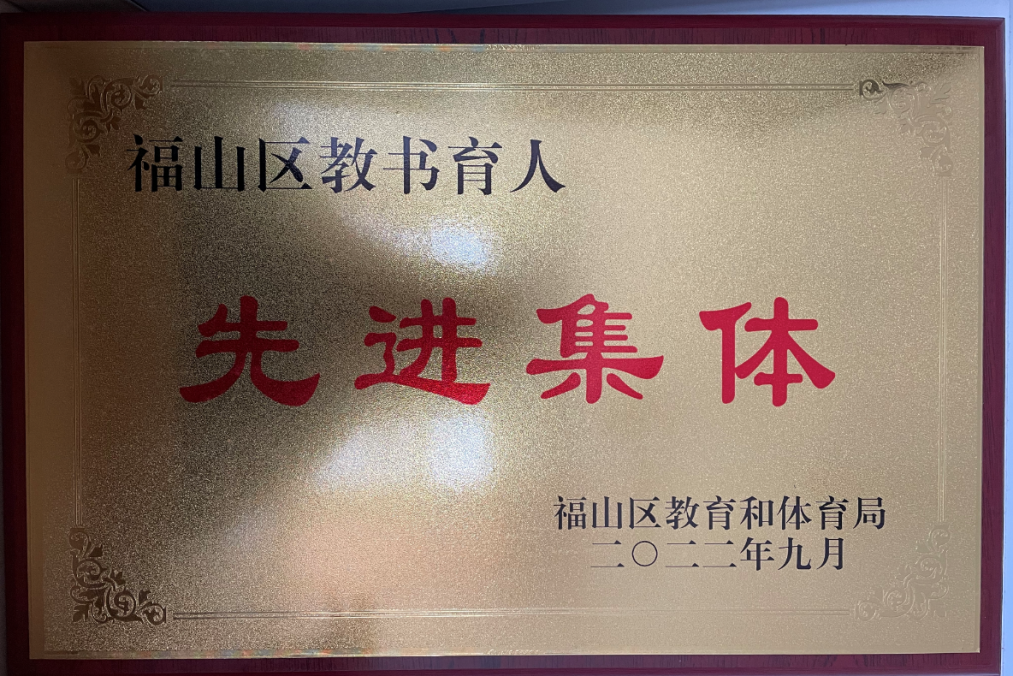 福山区教书育人
先进集体
福山区教育和体育局
二〇二二年九月